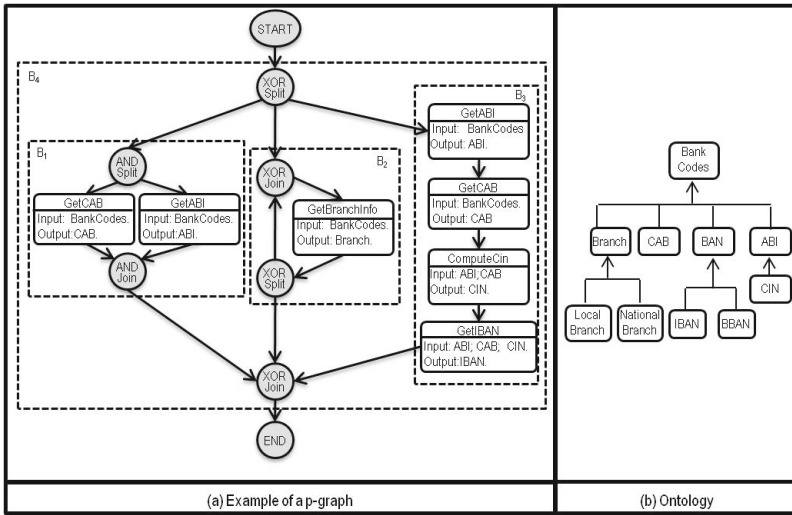 START
B4
XOR
Split
B3
GetABI
Input: BankCodes
Output: ABI.
B1
AND
Split
GetCAB
Input: BankCodes.
Output:CAB.
GetABI
Input: BankCodes.
Output:ABI.
AND
Join
B2
XOR
Join
GetBranchInfo
Input: BankCodes.
Output: Branch.
XOR
Split
GetCAB
Input: BankCodes.
Output: CAB
ComputeCin
Input: ABI;CAB
Output: CIN.
GetIBAN
Input: ABI; CAB; CIN.
Output:IBAN.
XOR
Join
END
(a) Example of a p-graph
Bank
Codes
Branch
CAB
BAN
ABI
Local
Branch
National
Branch
IBAN
BBAN
CIN
(b) Ontology